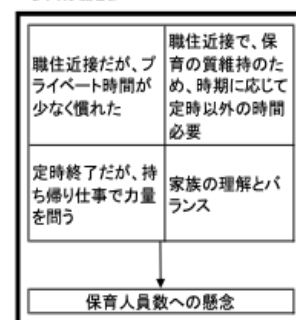 職住近接だが、プ
ライベート時間が
少なく慣れた
職住近接で、保
育の質維持のた
め、時期に応じて
定時以外の時間
必要
定時終了だが、持
ち帰り仕事で力量
を問う
家族の理解とバ
ランス
保育人員数への懸念